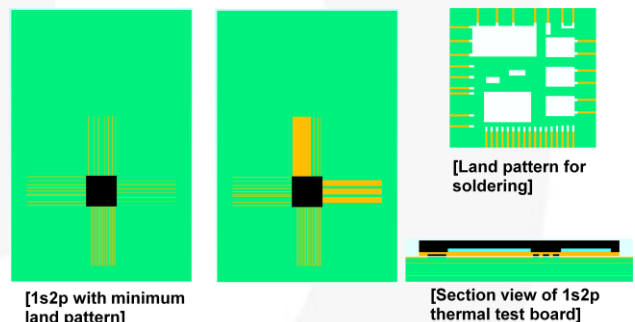 [Land pattern for
soldering]
[1s2p with minimum
land pattern]
[Section view of 1s2p
thermal test board]